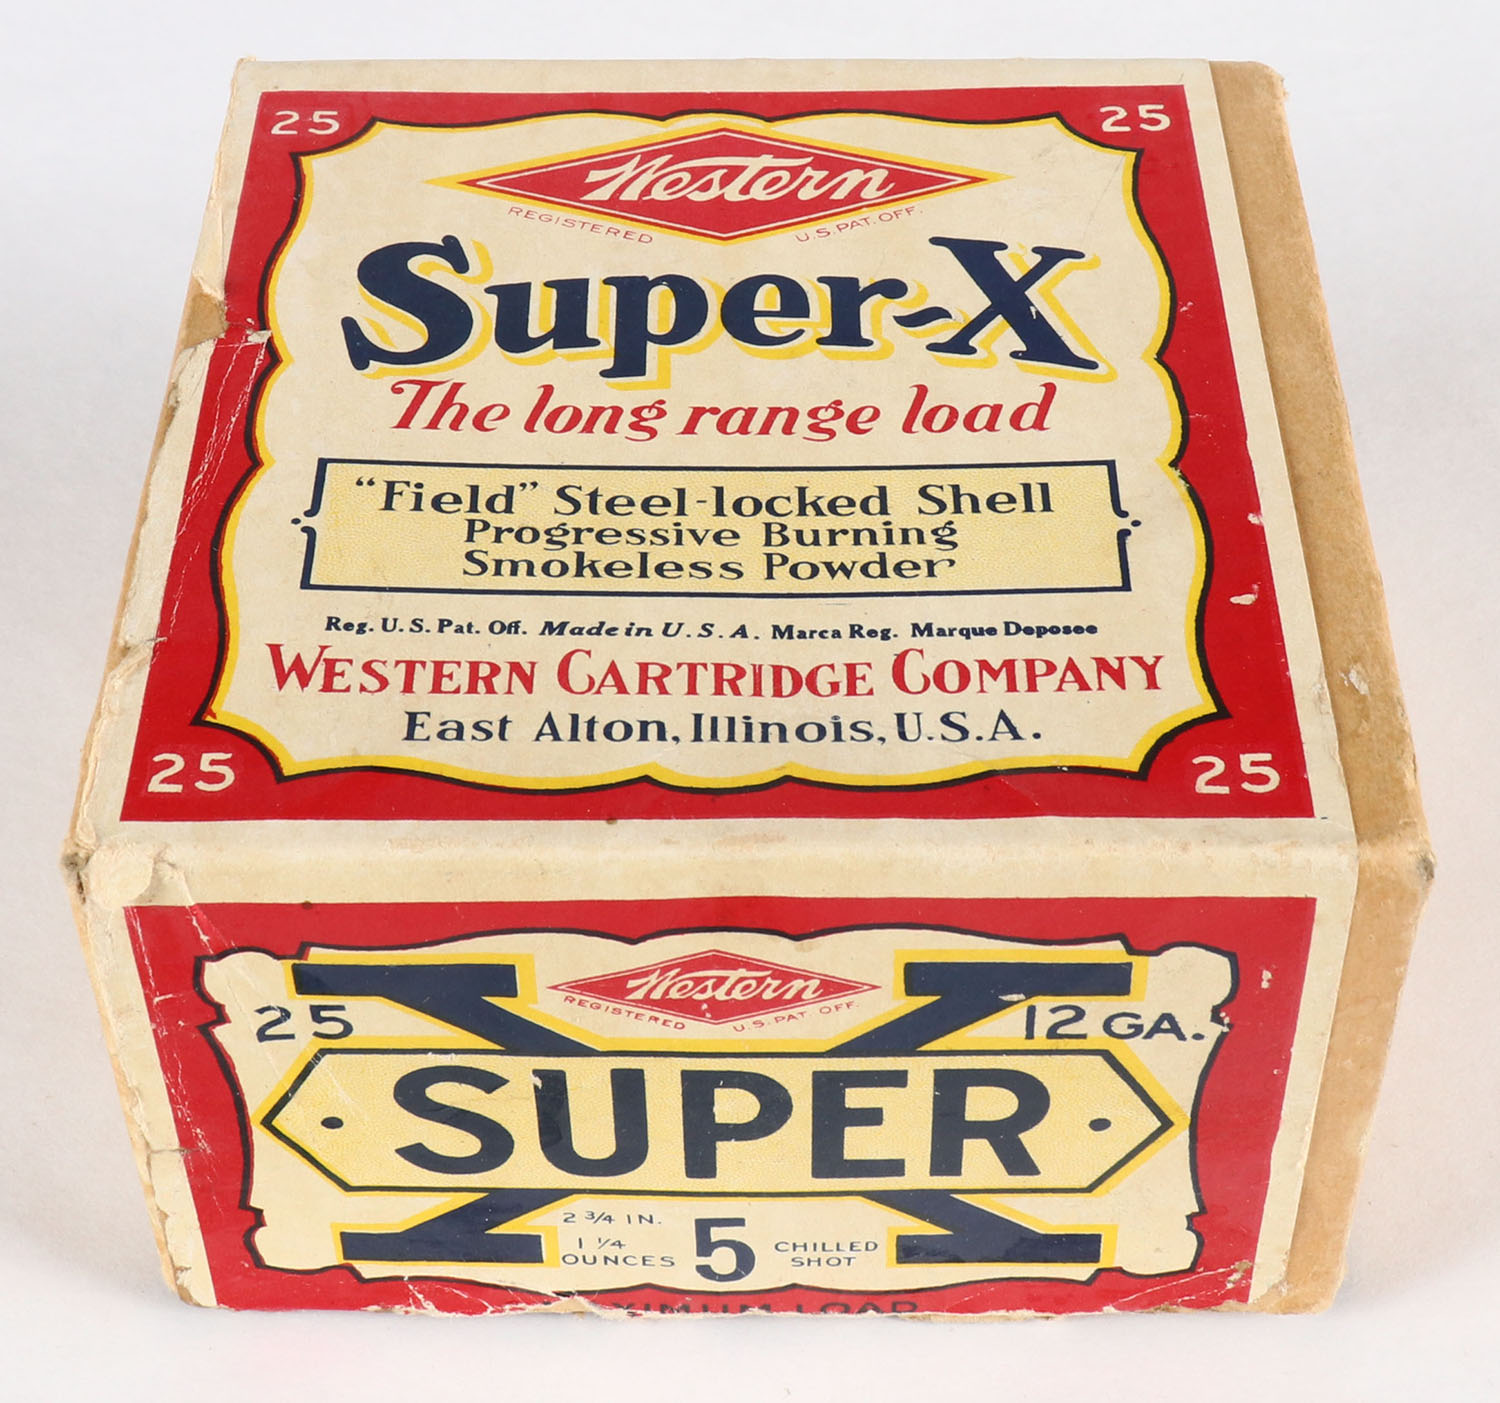 25 25
Western
REGISTERED U.S. PAT. OFF.
Super-X
The long range load
"Field" Steel-locked Shell
Progressive Burning
Smokeless Powder
Reg. U.S. Pat. Off. Made in U.S.A. Marca Reg. Marque Deposee
WESTERN CARTRIDGE COMPANY
East Alton, Illinois, U.S.A.
25 25
Western
REGISTERED U.S. PAT OFF.
25 12 GA.
X
· SUPER ·
2 3/4 IN.
1 1/4
OUNCES
5
CHILLED
SHOT
LOAD